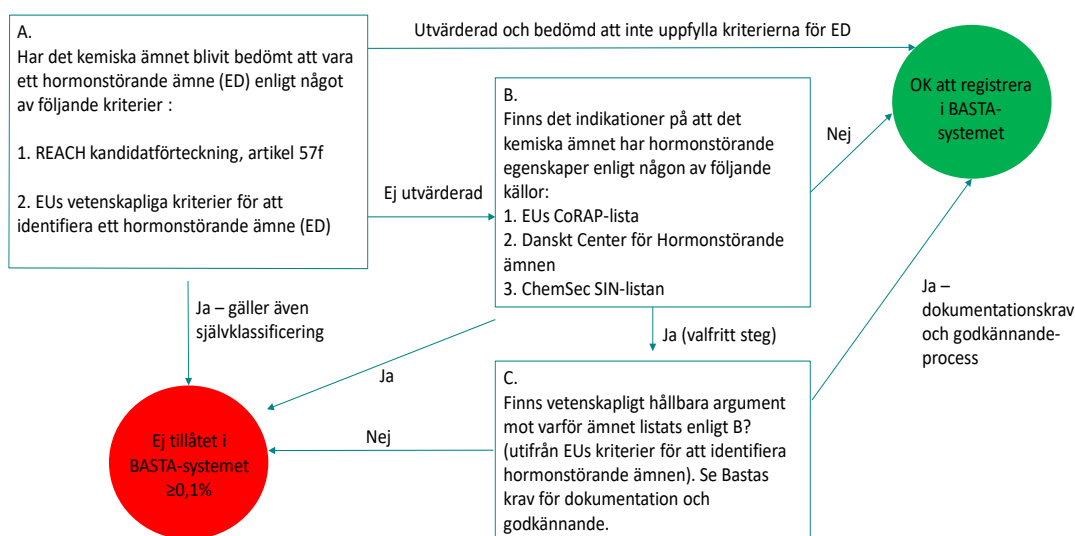 A.
Har det kemiska ämnet blivit bedömt att vara
ett hormonstörande ämne (ED) enligt något
av följande kriterier :
1. REACH kandidatförteckning, artikel 57f
2. EUs vetenskapliga kriterier för att
identifiera ett hormonstörande ämne (ED)
Utvärderad och bedömd att inte uppfylla kriterierna för ED
OK att registrera
i BASTA-
systemet
Ej utvärderad
B.
Finns det indikationer på att det
kemiska ämnet har hormonstörande
egenskaper enligt någon av följande
källor:
1. EUs CoRAP-lista
2. Danskt Center för Hormonstörande
ämnen
3. ChemSec SIN-listan
Nej
Ja – gäller även
självklassificering
Ja
Ja (valfritt steg)
Ja –
dokumentationskrav
och godkännande-
process
Ej tillåtet i
BASTA-systemet
≥0,1%
Nej
C.
Finns vetenskapligt hållbara argument
mot varför ämnet listats enligt B?
(utifrån EUs kriterier för att identifiera
hormonstörande ämnen). Se Bastas
krav för dokumentation och
godkännande.